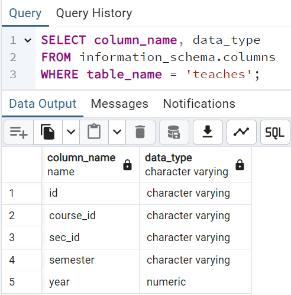 Query Query History
1 SELECT column_name, data_type
2 FROM information_schema.columns
3 WHERE table_name = 'teaches';
Data Output Messages Notifications
SQL
column_name data_type
name character varying
1 id character varying
2 course_id character varying
3 sec_id character varying
4 semester character varying
5 year numeric